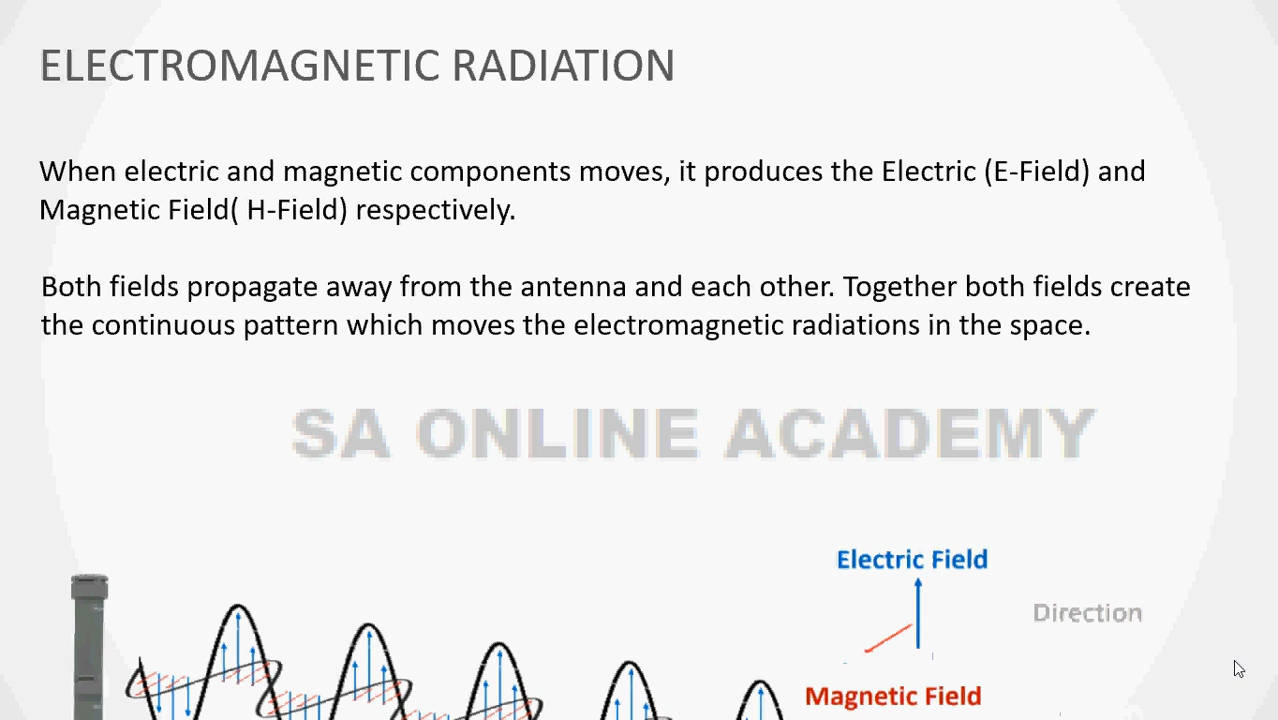 ELECTROMAGNETIC RADIATION
When electric and magnetic components moves, it produces the Electric (E-Field) and
Magnetic Field( H-Field) respectively.
Both fields propagate away from the antenna and each other. Together both fields create
the continuous pattern which moves the electromagnetic radiations in the space.
SA ONLINE ACADEMY
Electric Field
Direction
Magnetic Field